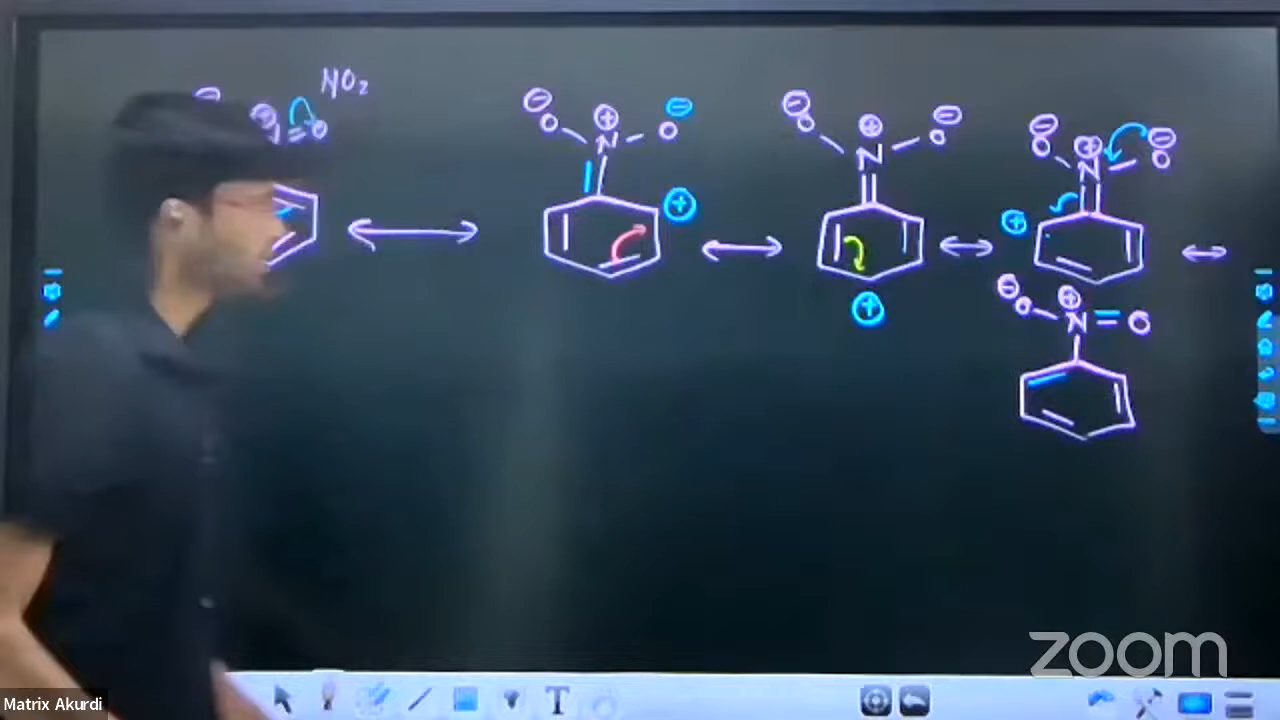 NO₂
⊖ ⊕ O
⊖ O ⊕ N O ⊖
⊕
⊖ O ⊕ N O ⊖
⊕
⊖ O ⊕ N O ⊖
⊕
⊖ O ⊕ N = O
T
zoom
Matrix Akurdi